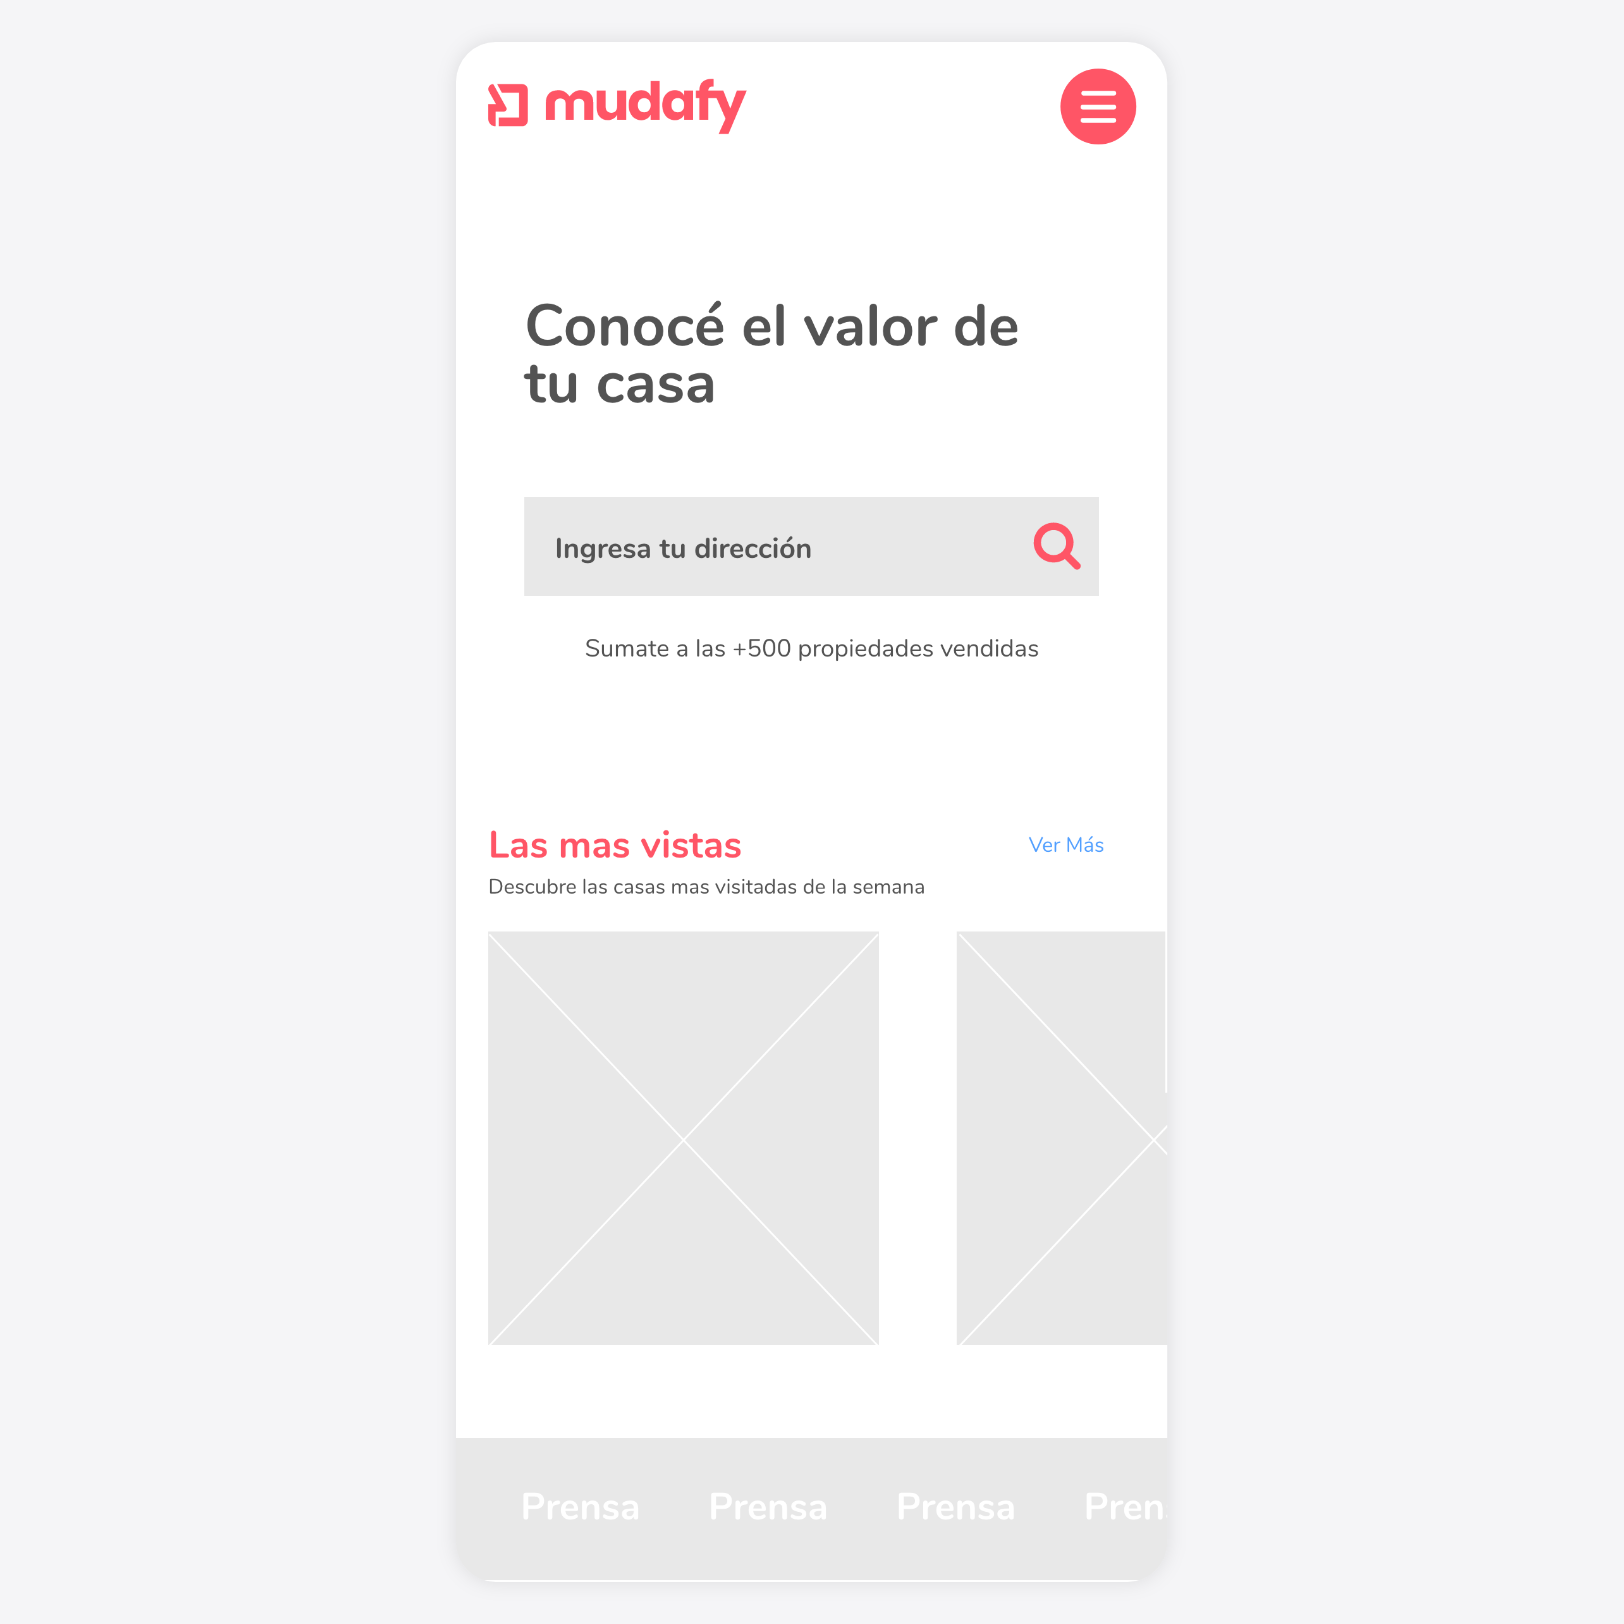 mudafy
Conocé el valor de
tu casa
Ingresa tu dirección
Sumate a las +500 propiedades vendidas
Las mas vistas
Ver Más
Descubre las casas mas visitadas de la semana
Prensa Prensa Prensa Pren